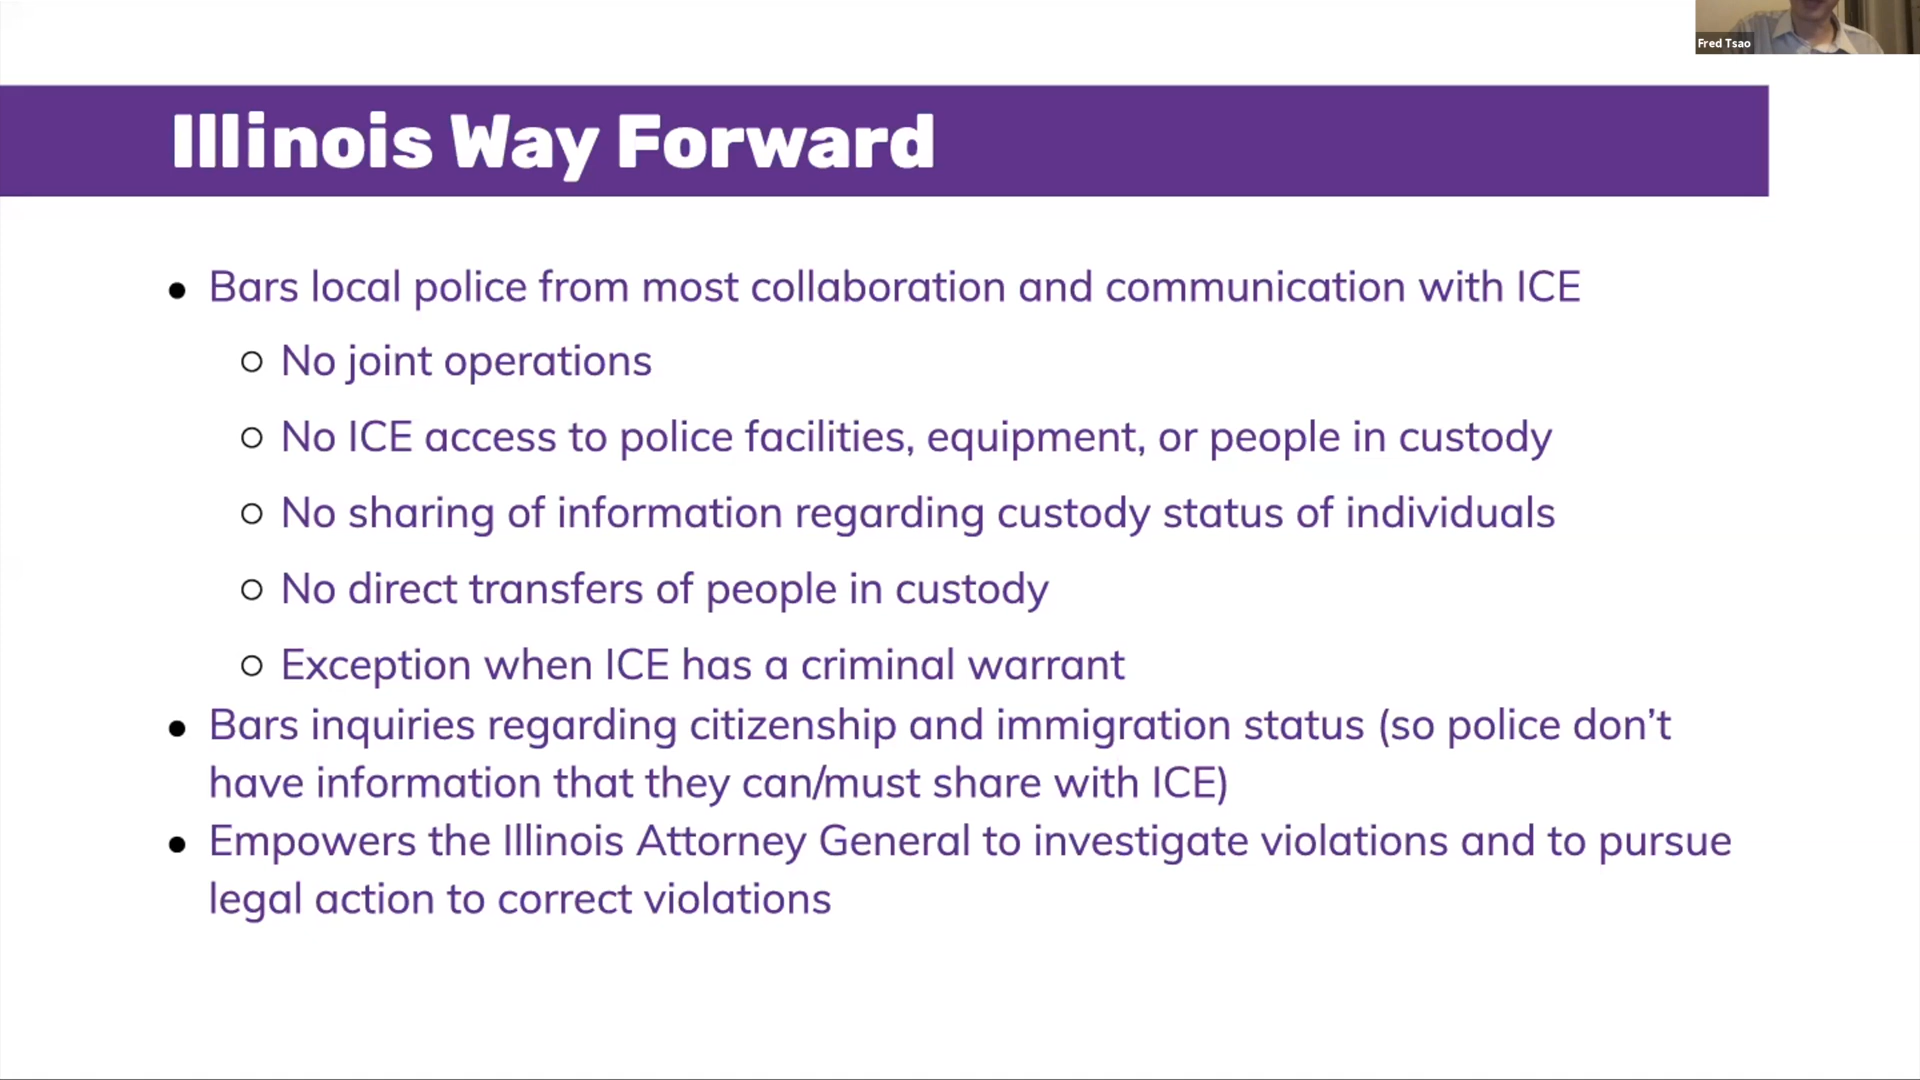 Fred Tsao
Illinois Way Forward
● Bars local police from most collaboration and communication with ICE
○ No joint operations
○ No ICE access to police facilities, equipment, or people in custody
○ No sharing of information regarding custody status of individuals
○ No direct transfers of people in custody
○ Exception when ICE has a criminal warrant
● Bars inquiries regarding citizenship and immigration status (so police don’t
have information that they can/must share with ICE)
● Empowers the Illinois Attorney General to investigate violations and to pursue
legal action to correct violations